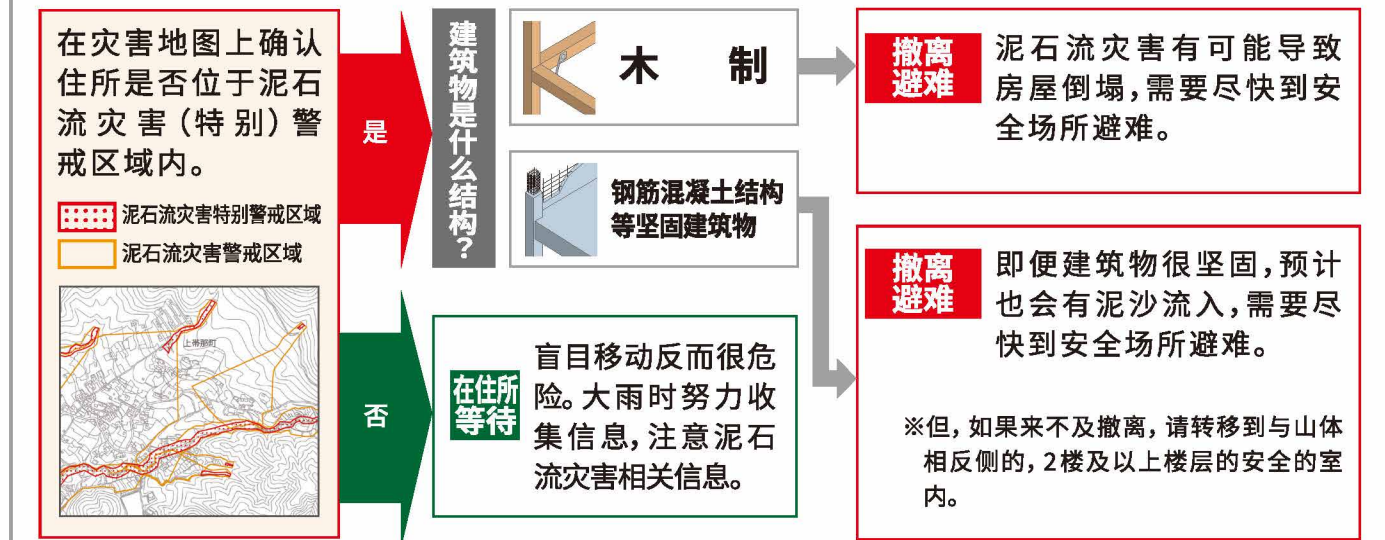 在灾害地图上确认
住所是否位于泥石
流灾害（特别）警
戒区域内。
泥石流灾害特别警戒区域
泥石流灾害警戒区域
上帯那町
是
否
建筑物是什么结构？
木 制
钢筋混凝土结构
等坚固建筑物
撤离
避难
泥石流灾害有可能导致
房屋倒塌，需要尽快到安
全场所避难。
撤离
避难
即便建筑物很坚固，预计
也会有泥沙流入，需要尽
快到安全场所避难。
※但，如果来不及撤离，请转移到与山体
相反侧的，2楼及以上楼层的安全的室
内。
在住所
等待
盲目移动反而很危
险。大雨时努力收
集信息，注意泥石
流灾害相关信息。